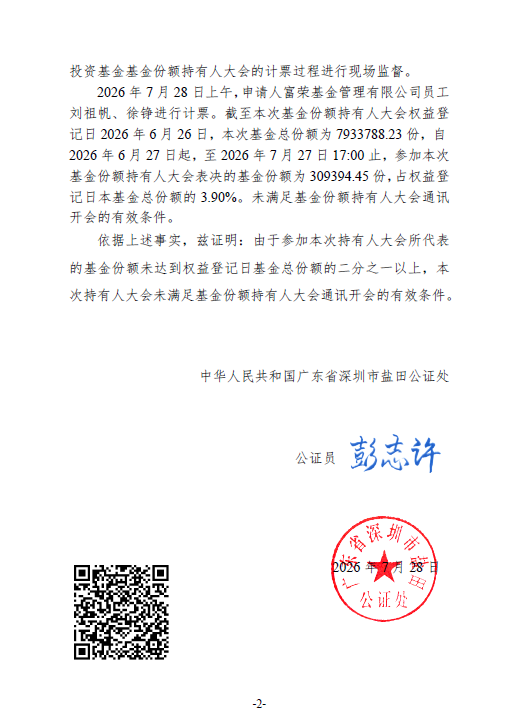 投资基金基金份额持有人大会的计票过程进行现场监督。
2026 年 7 月 28 日上午，申请人富荣基金管理有限公司员工
刘祖帆、徐铮进行计票。截至本次基金份额持有人大会权益登
记日 2026 年 6 月 26 日，本次基金总份额为 7933788.23 份，自
2026 年 6 月 27 日起，至 2026 年 7 月 27 日 17:00 止，参加本次
基金份额持有人大会表决的基金份额为 309394.45 份，占权益登
记日本基金总份额的 3.90%。未满足基金份额持有人大会通讯
开会的有效条件。
依据上述事实，兹证明：由于参加本次持有人大会所代表
的基金份额未达到权益登记日基金总份额的二分之一以上，本
次持有人大会未满足基金份额持有人大会通讯开会的有效条件。
中华人民共和国广东省深圳市盐田公证处
公证员 彭志许
广东省深圳市盐田
2026 年 7 月 28 日
公证处
-2-